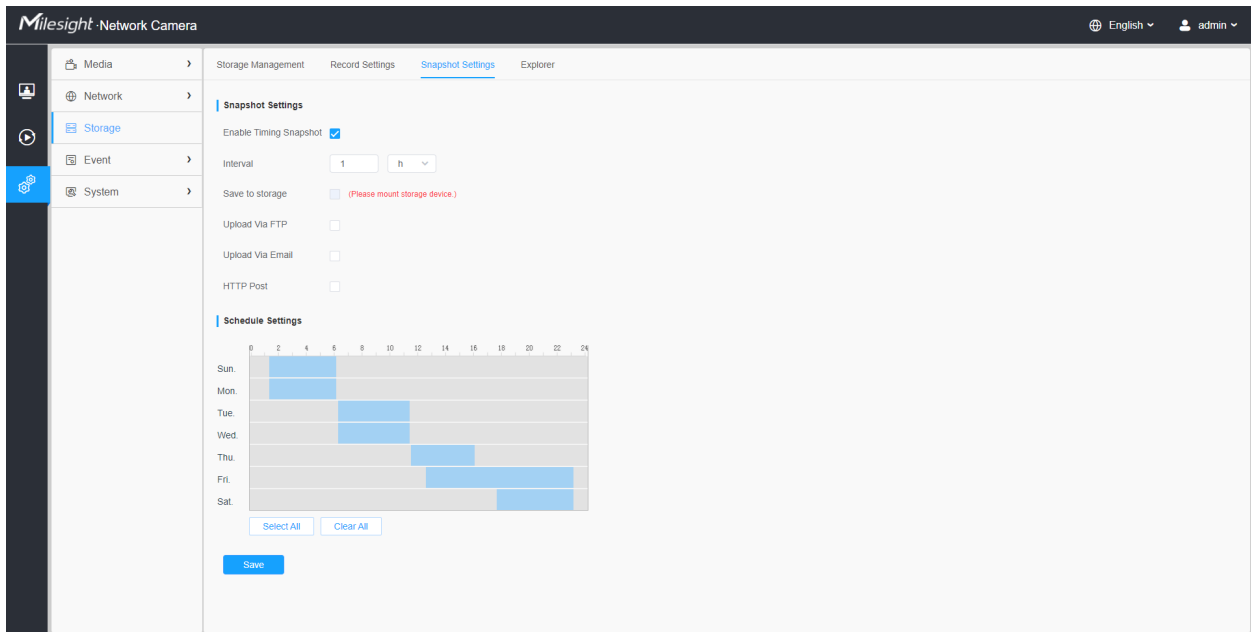 Milesight · Network Camera English admin
Media
Network
Storage
Event
System
Storage Management Record Settings Snapshot Settings Explorer
Snapshot Settings
Enable Timing Snapshot
Interval 1 h
Save to storage (Please mount storage device.)
Upload Via FTP
Upload Via Email
HTTP Post
Schedule Settings
0 2 4 6 8 10 12 14 16 18 20 22 24
Sun.
Mon.
Tue.
Wed.
Thu.
Fri.
Sat.
Select All Clear All
Save